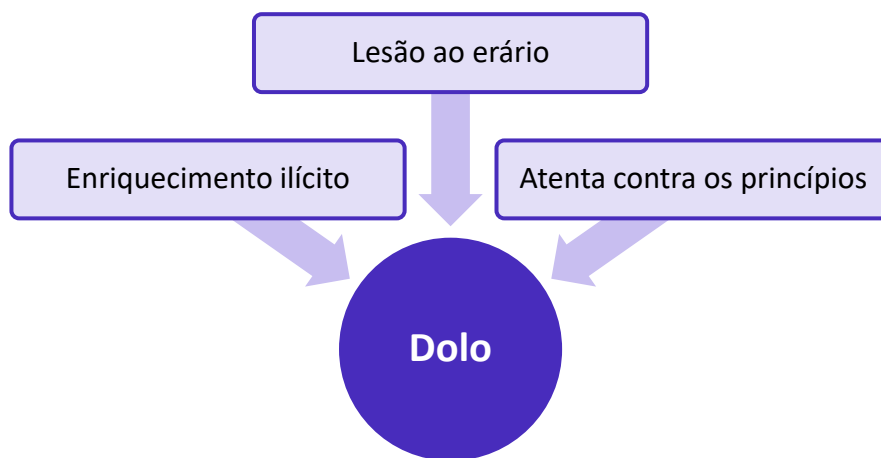 Lesão ao erário
Enriquecimento ilícito
Atenta contra os princípios
Dolo